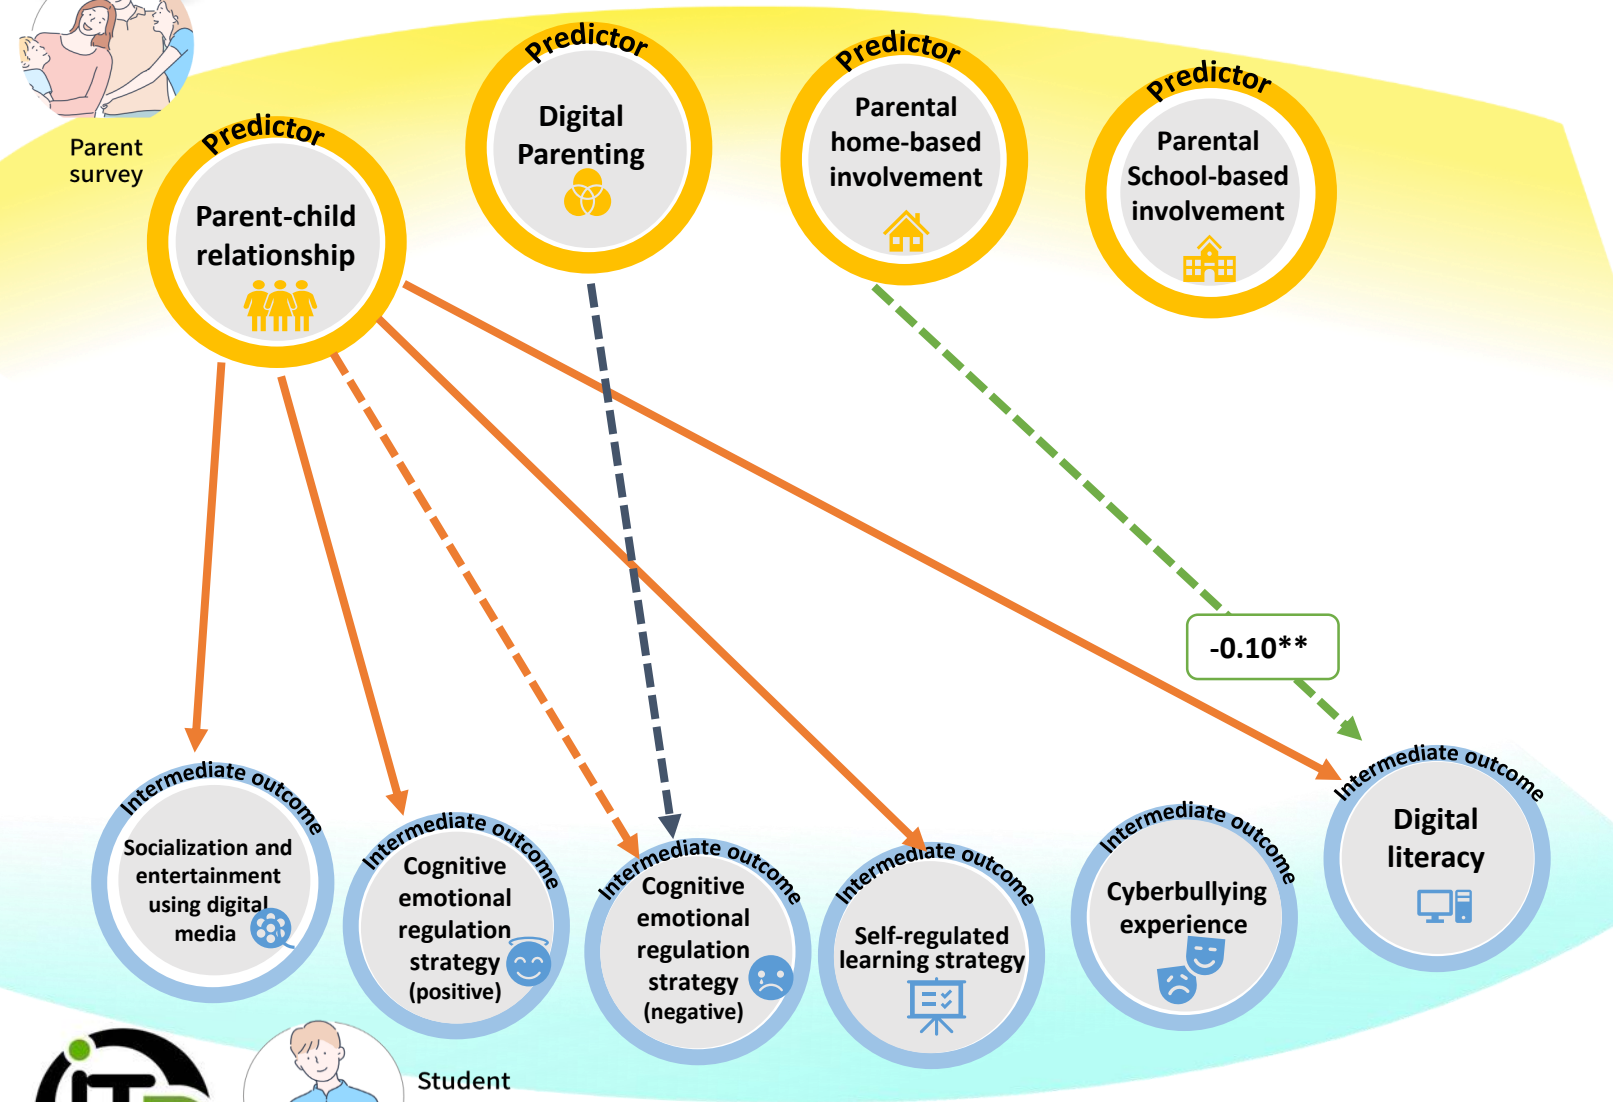 Parent
survey
Predictor
Parent-child
relationship
Predictor
Digital
Parenting
Predictor
Parental
home-based
involvement
Predictor
Parental
School-based
involvement
-0.10**
Intermediate outcome
Socialization and
entertainment
using digital
media
Intermediate outcome
Cognitive
emotional
regulation
strategy
(positive)
Intermediate outcome
Cognitive
emotional
regulation
strategy
(negative)
Intermediate outcome
Self-regulated
learning strategy
Intermediate outcome
Cyberbullying
experience
Intermediate outcome
Digital
literacy
Student